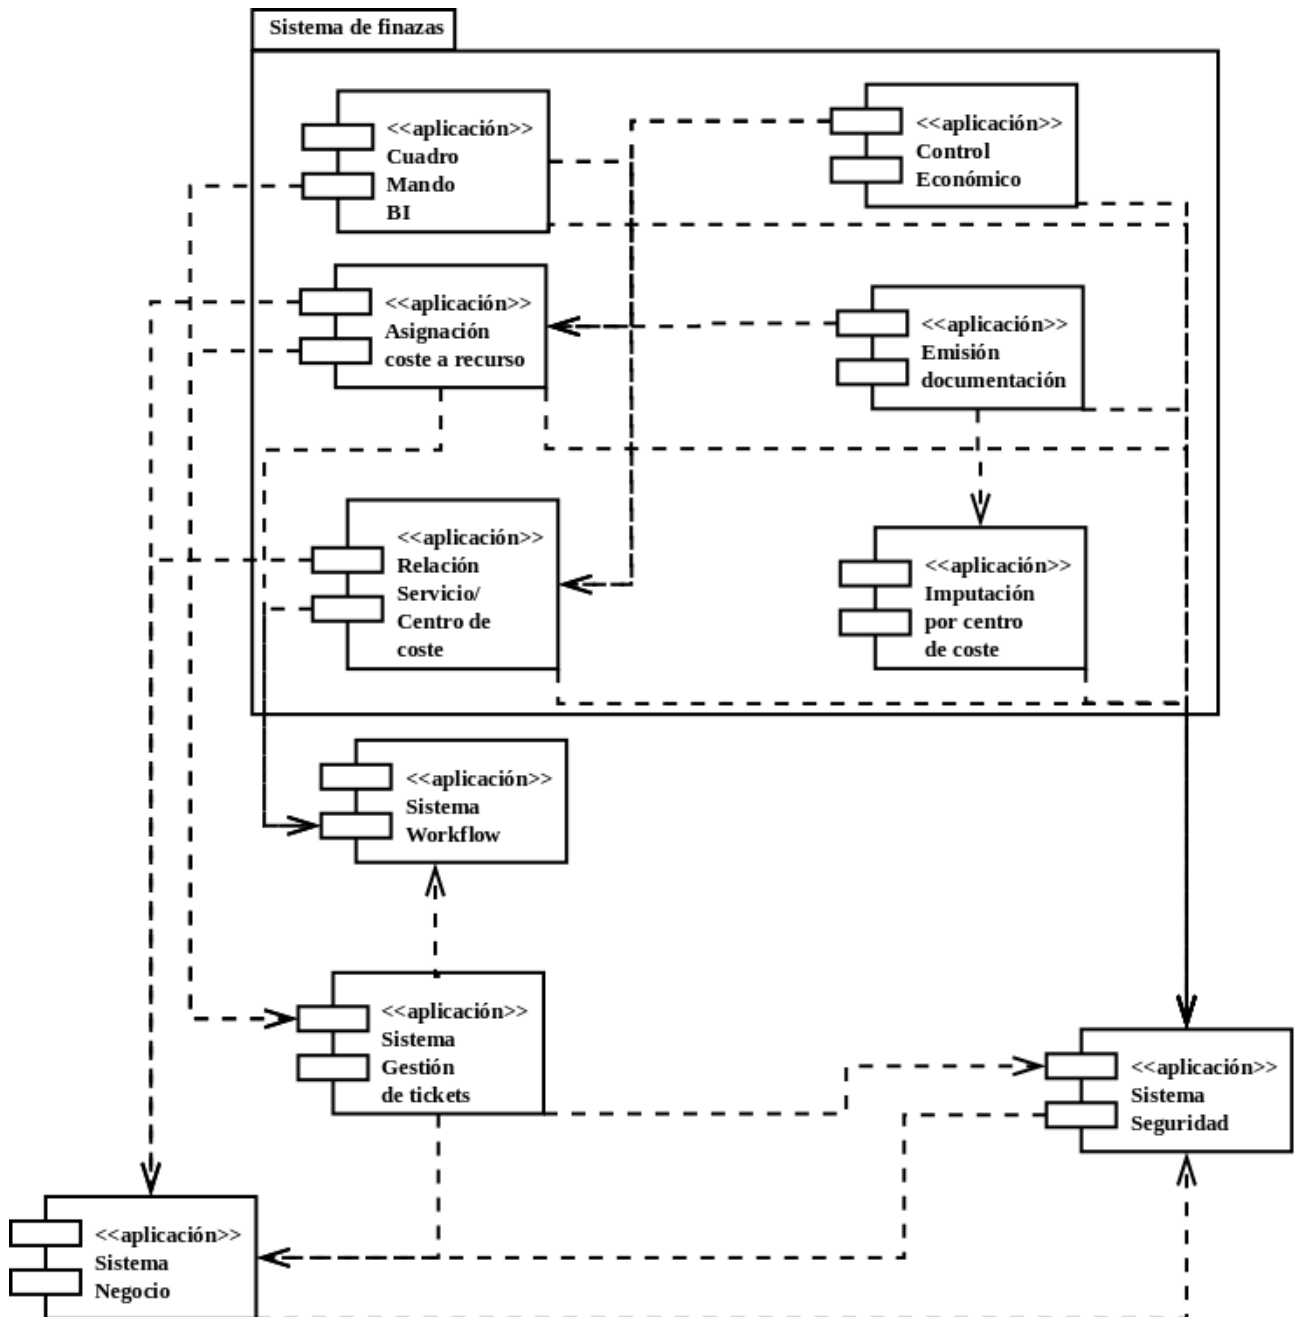 Sistema de finazas
<<aplicación>>
Cuadro
Mando
BI
<<aplicación>>
Control
Económico
<<aplicación>>
Asignación
coste a recurso
<<aplicación>>
Emisión
documentación
<<aplicación>>
Relación
Servicio/
Centro de
coste
<<aplicación>>
Imputación
por centro
de coste
<<aplicación>>
Sistema
Workflow
<<aplicación>>
Sistema
Gestión
de tickets
<<aplicación>>
Sistema
Seguridad
<<aplicación>>
Sistema
Negocio